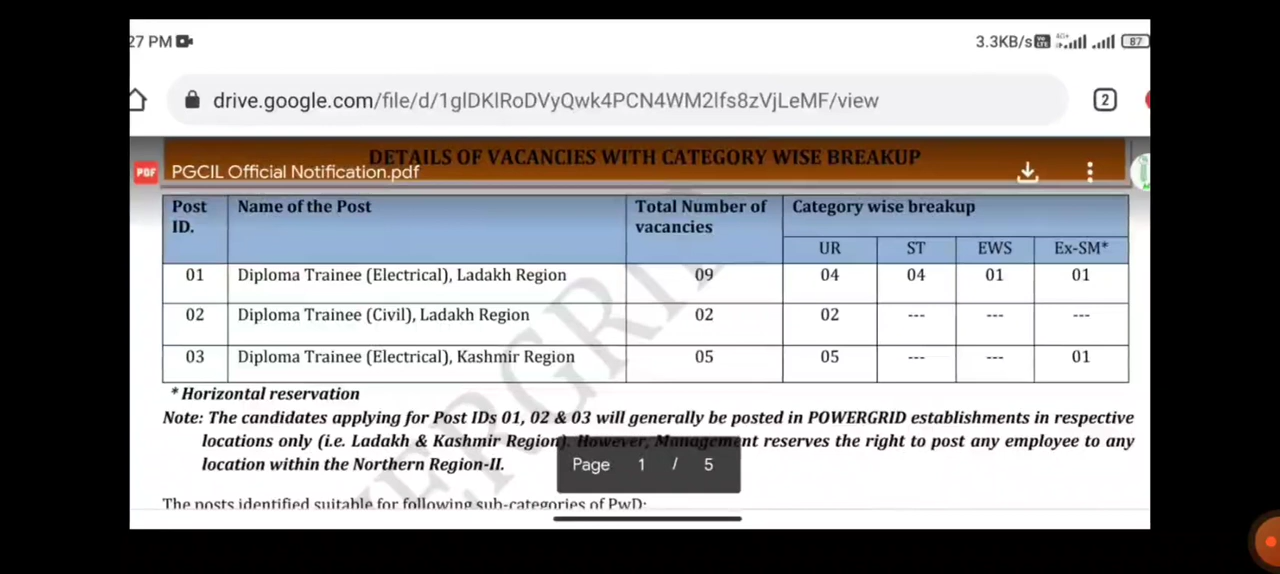 27 PM
3.3KB/s
4G+
87
drive.google.com/file/d/1glDKlRoDVyQwk4PCN4WM2lfs8zVjLeMF/view
2
DETAILS OF VACANCIES WITH CATEGORY WISE BREAKUP
PDF PGCIL Official Notification.pdf
Post ID. Name of the Post Total Number of vacancies Category wise breakup
UR ST EWS Ex-SM*
01 Diploma Trainee (Electrical), Ladakh Region 09 04 04 01 01
02 Diploma Trainee (Civil), Ladakh Region 02 02 --- --- ---
03 Diploma Trainee (Electrical), Kashmir Region 05 05 --- --- 01
* Horizontal reservation
Note: The candidates applying for Post IDs 01, 02 & 03 will generally be posted in POWERGRID establishments in respective
locations only (i.e. Ladakh & Kashmir Region). However, Management reserves the right to post any employee to any
location within the Northern Region-II.
Page 1 / 5
The posts identified suitable for following sub-categories of PwD:
ERGRI